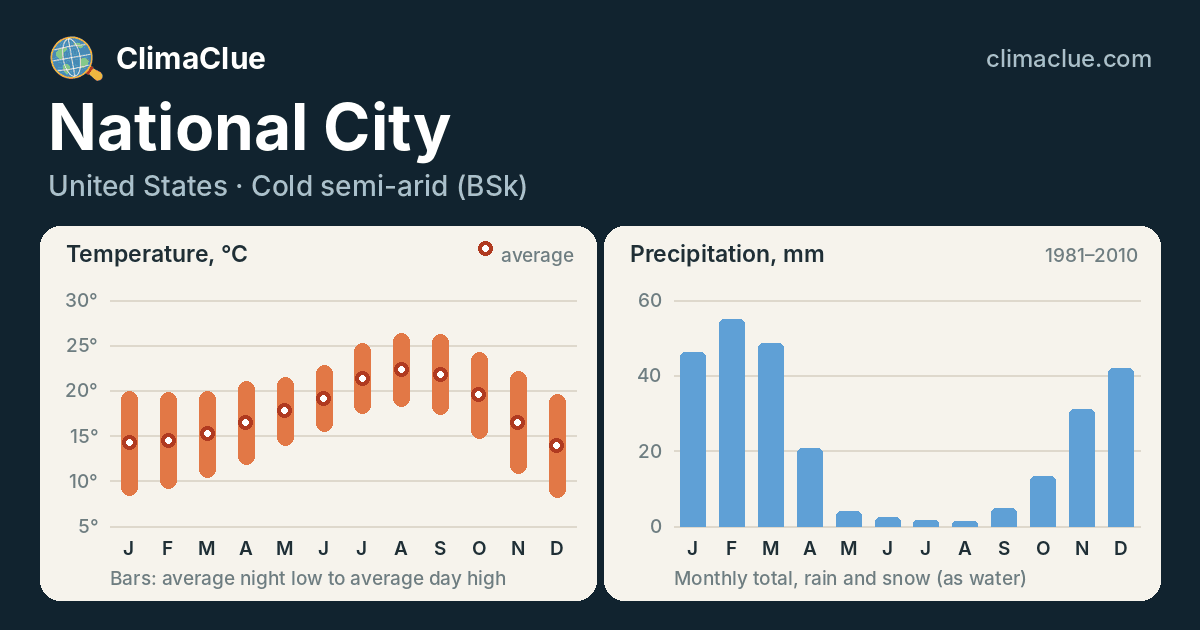 ClimaClue
climaclue.com
National City
United States · Cold semi-arid (BSk)
Temperature, °C
average
30°
25°
20°
15°
10°
5°
J F M A M J J A S O N D
Bars: average night low to average day high
Precipitation, mm
1981–2010
60
40
20
0
J F M A M J J A S O N D
Monthly total, rain and snow (as water)